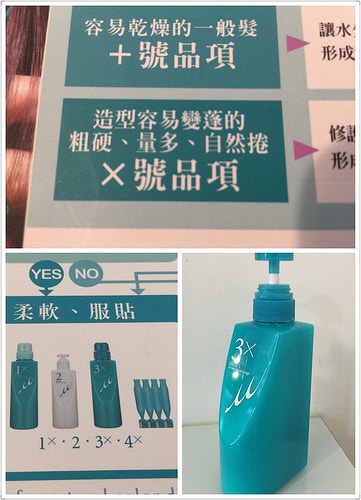 容易乾燥的一般髮
＋號品項
讓水
形成
造型容易變蓬的
粗硬、量多、自然捲
×號品項
修
形
YES NO
柔軟、服貼
1×
2
3×
μ
μ
μ
1×・2・3×・4×
3×
μ